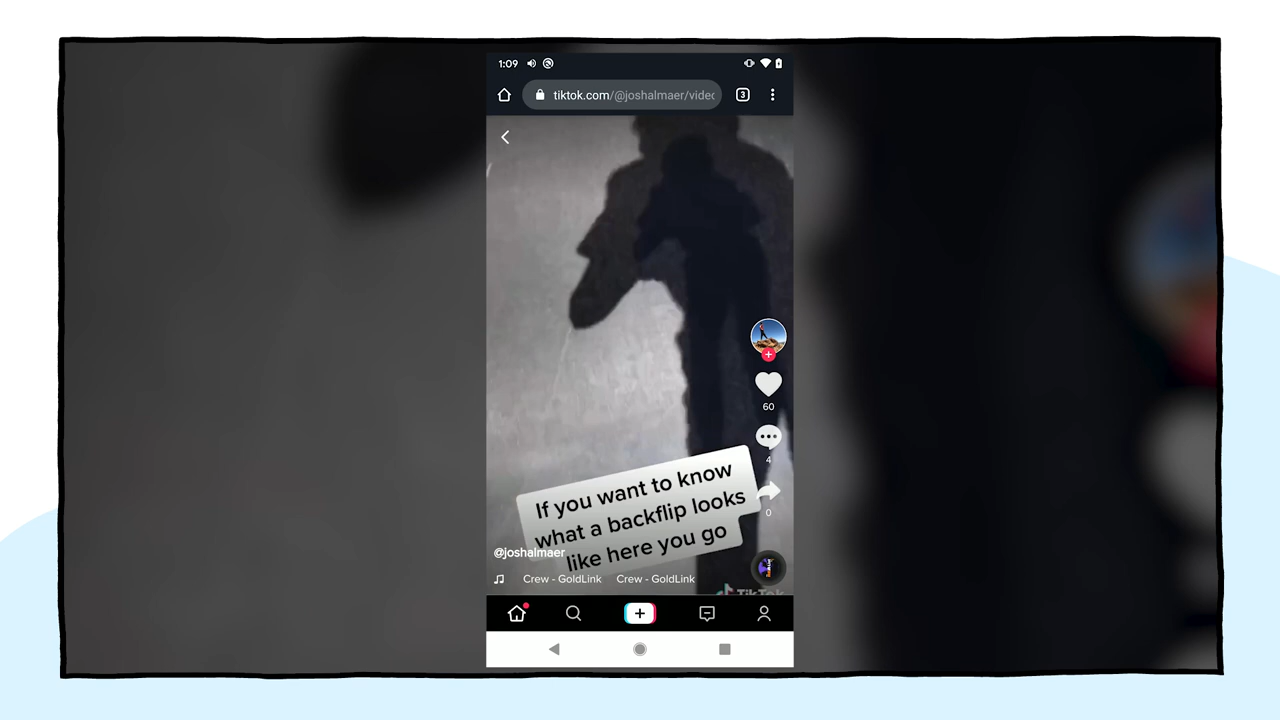 1:09
tiktok.com/@joshalmaer/videc
3
60
4
0
If you want to know
what a backflip looks
like here you go
@joshalmaer
Crew - GoldLink Crew - GoldLink
TikTok